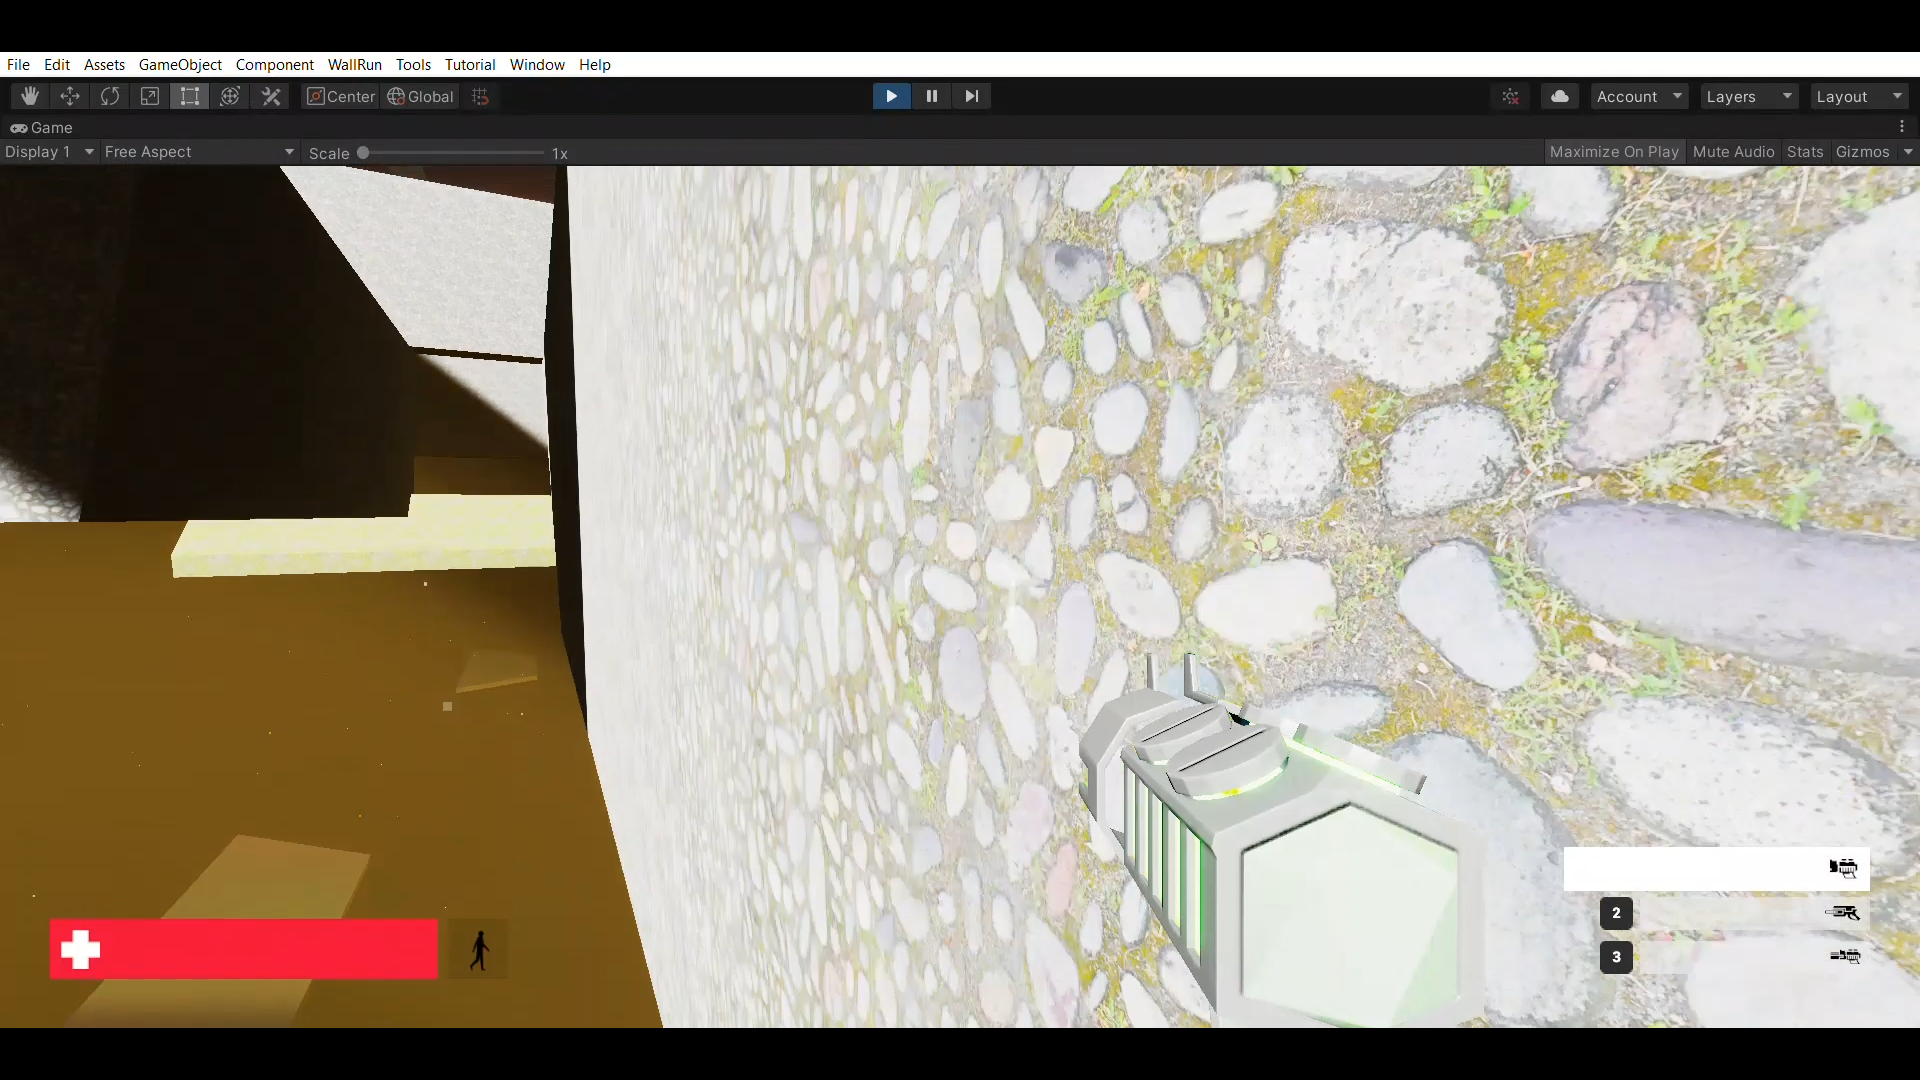 File Edit Assets GameObject Component WallRun Tools Tutorial Window Help
Center Global Account Layers Layout
Game
Display 1 Free Aspect Scale 1x Maximize On Play Mute Audio Stats Gizmos
2
3